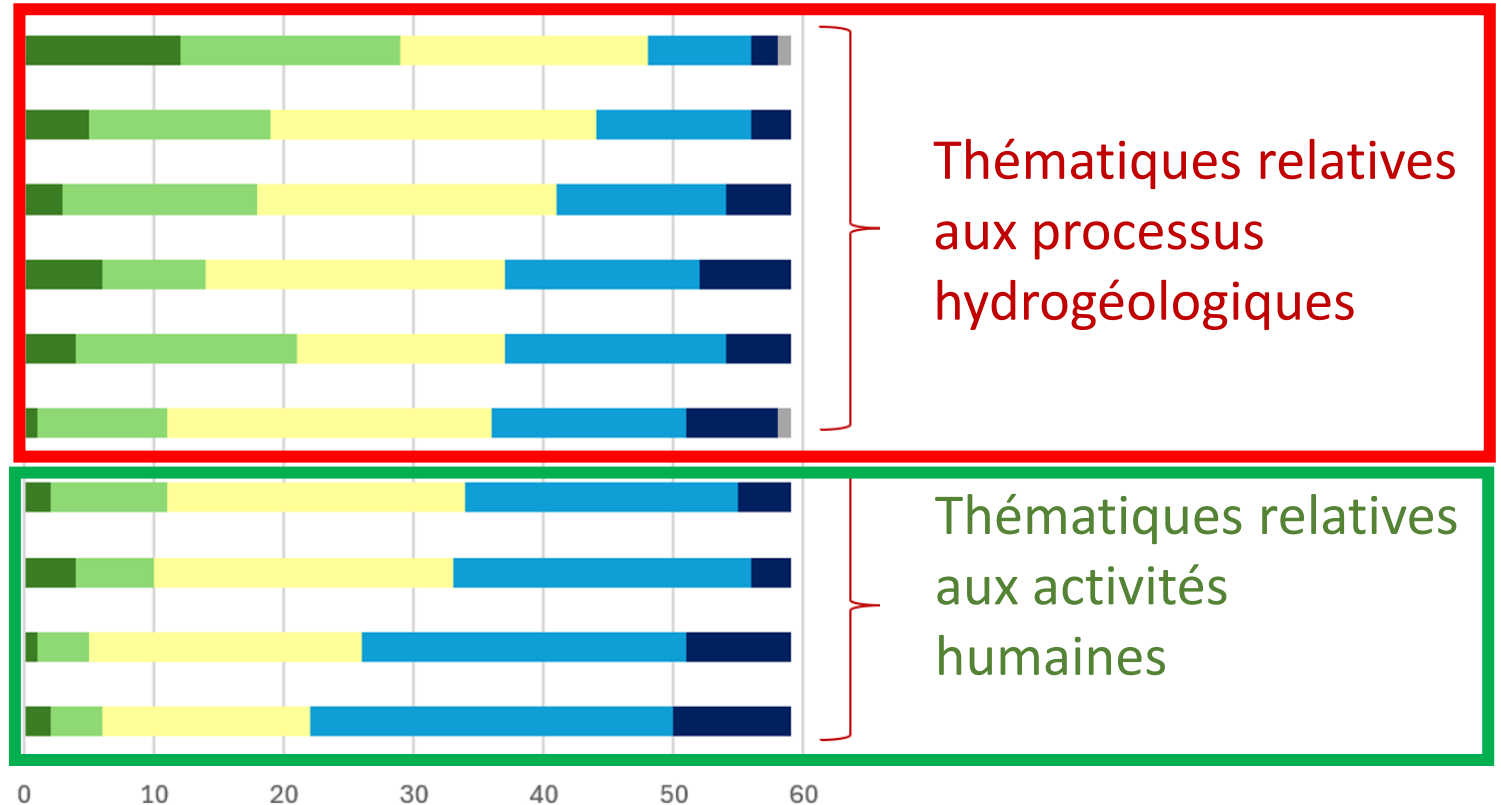 Thématiques relatives
aux processus
hydrogéologiques
Thématiques relatives
aux activités
humaines
0 10 20 30 40 50 60